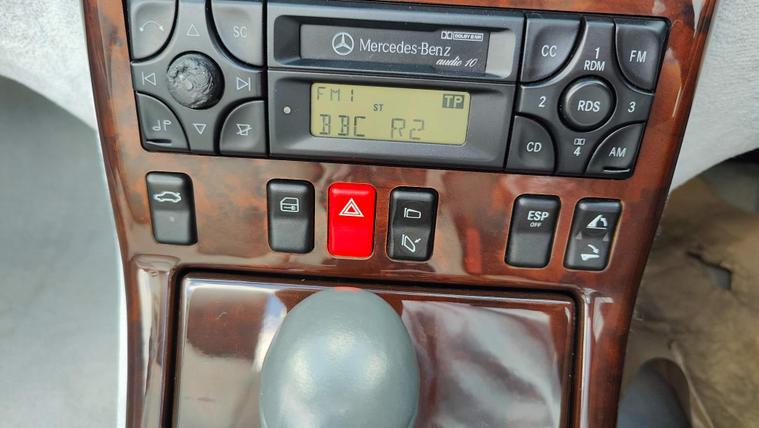 SC
Mercedes-Benz
DOLBY B NR
audio 10
CC
1
RDM
FM
FM1
ST
TP
2
RDS
3
BBC R2
CD
4
AM
ESP
OFF